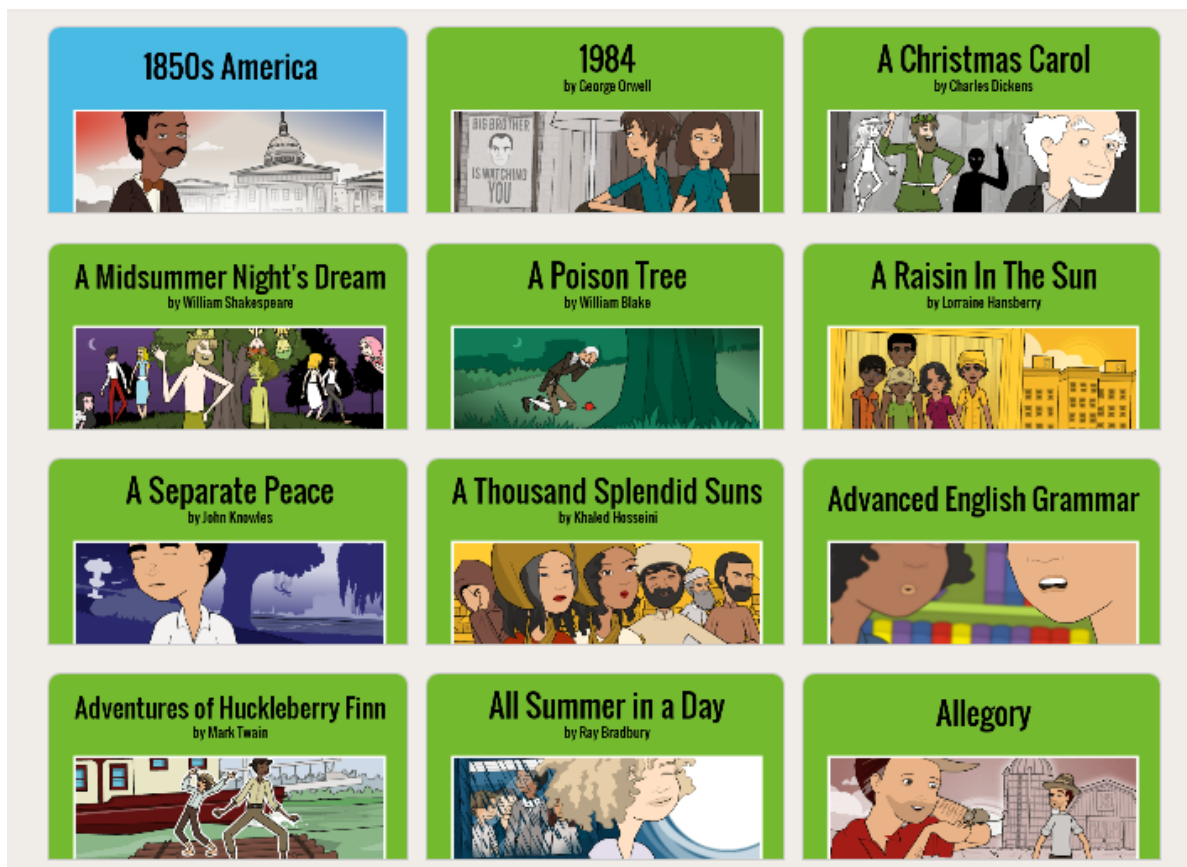 1850s America
1984
by George Orwell
BIG BROTHER
IS WATCHING
YOU
A Christmas Carol
by Charles Dickens
A Midsummer Night's Dream
by William Shakespeare
A Poison Tree
by William Blake
A Raisin In The Sun
by Lorraine Hansberry
A Separate Peace
by John Knowles
A Thousand Splendid Suns
by Khaled Hosseini
Advanced English Grammar
Adventures of Huckleberry Finn
by Mark Twain
All Summer in a Day
by Ray Bradbury
Allegory